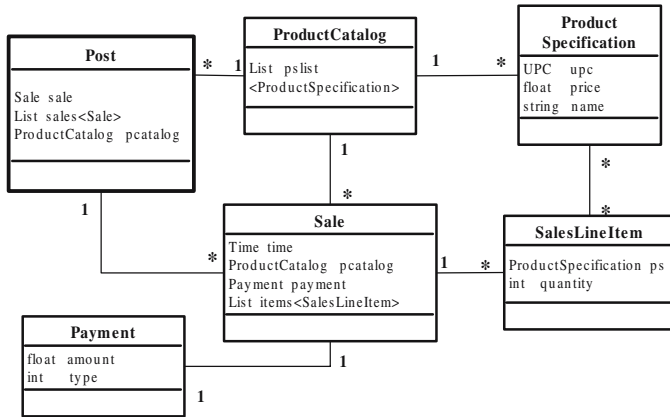 Post
Sale sale
List sales<Sale>
ProductCatalog pcatalog
*
1
ProductCatalog
List pslist
<ProductSpecification>
1
*
Product
Specification
UPC upc
float price
string name
1
*
1
*
*
*
Sale
Time time
ProductCatalog pcatalog
Payment payment
List items<SalesLineItem>
1
*
SalesLineItem
ProductSpecification ps
int quantity
Payment
float amount
int type
1
1